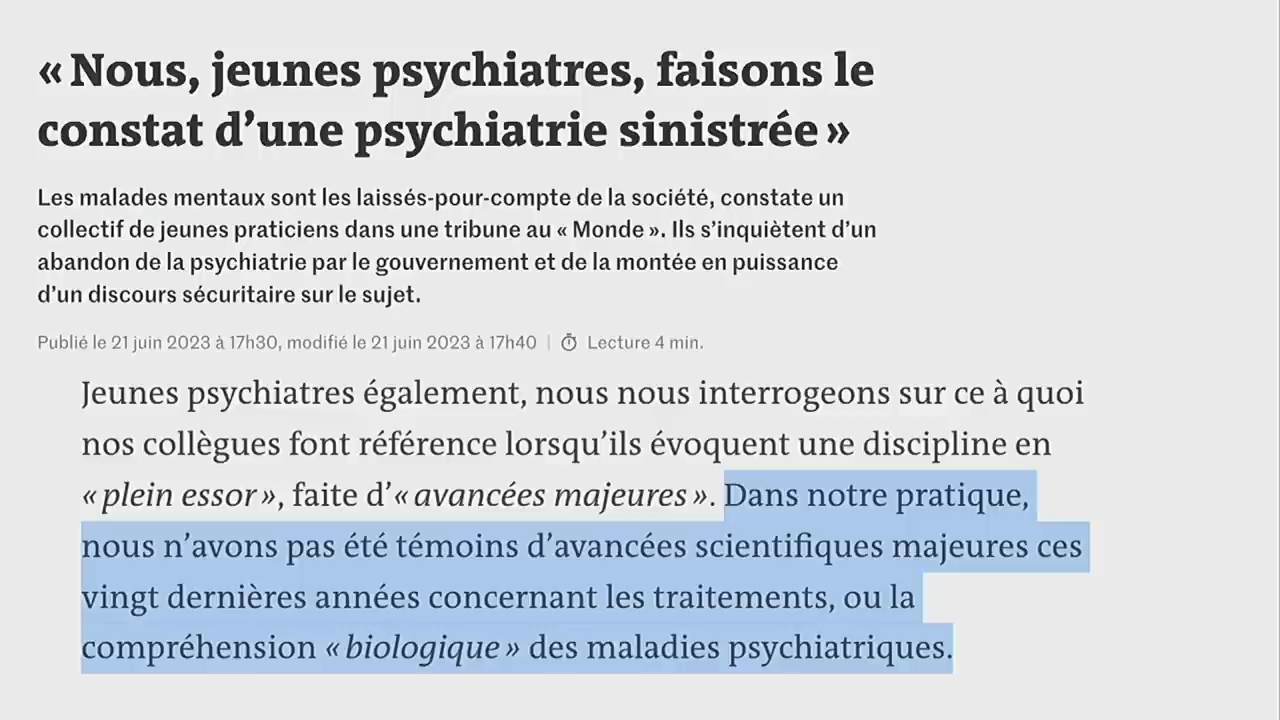 « Nous, jeunes psychiatres, faisons le
constat d’une psychiatrie sinistrée »
Les malades mentaux sont les laissés-pour-compte de la société, constate un
collectif de jeunes praticiens dans une tribune au « Monde ». Ils s’inquiètent d’un
abandon de la psychiatrie par le gouvernement et de la montée en puissance
d’un discours sécuritaire sur le sujet.
Publié le 21 juin 2023 à 17h30, modifié le 21 juin 2023 à 17h40 | Lecture 4 min.
Jeunes psychiatres également, nous nous interrogeons sur ce à quoi
nos collègues font référence lorsqu’ils évoquent une discipline en
« plein essor », faite d’« avancées majeures ». Dans notre pratique,
nous n’avons pas été témoins d’avancées scientifiques majeures ces
vingt dernières années concernant les traitements, ou la
compréhension « biologique » des maladies psychiatriques.